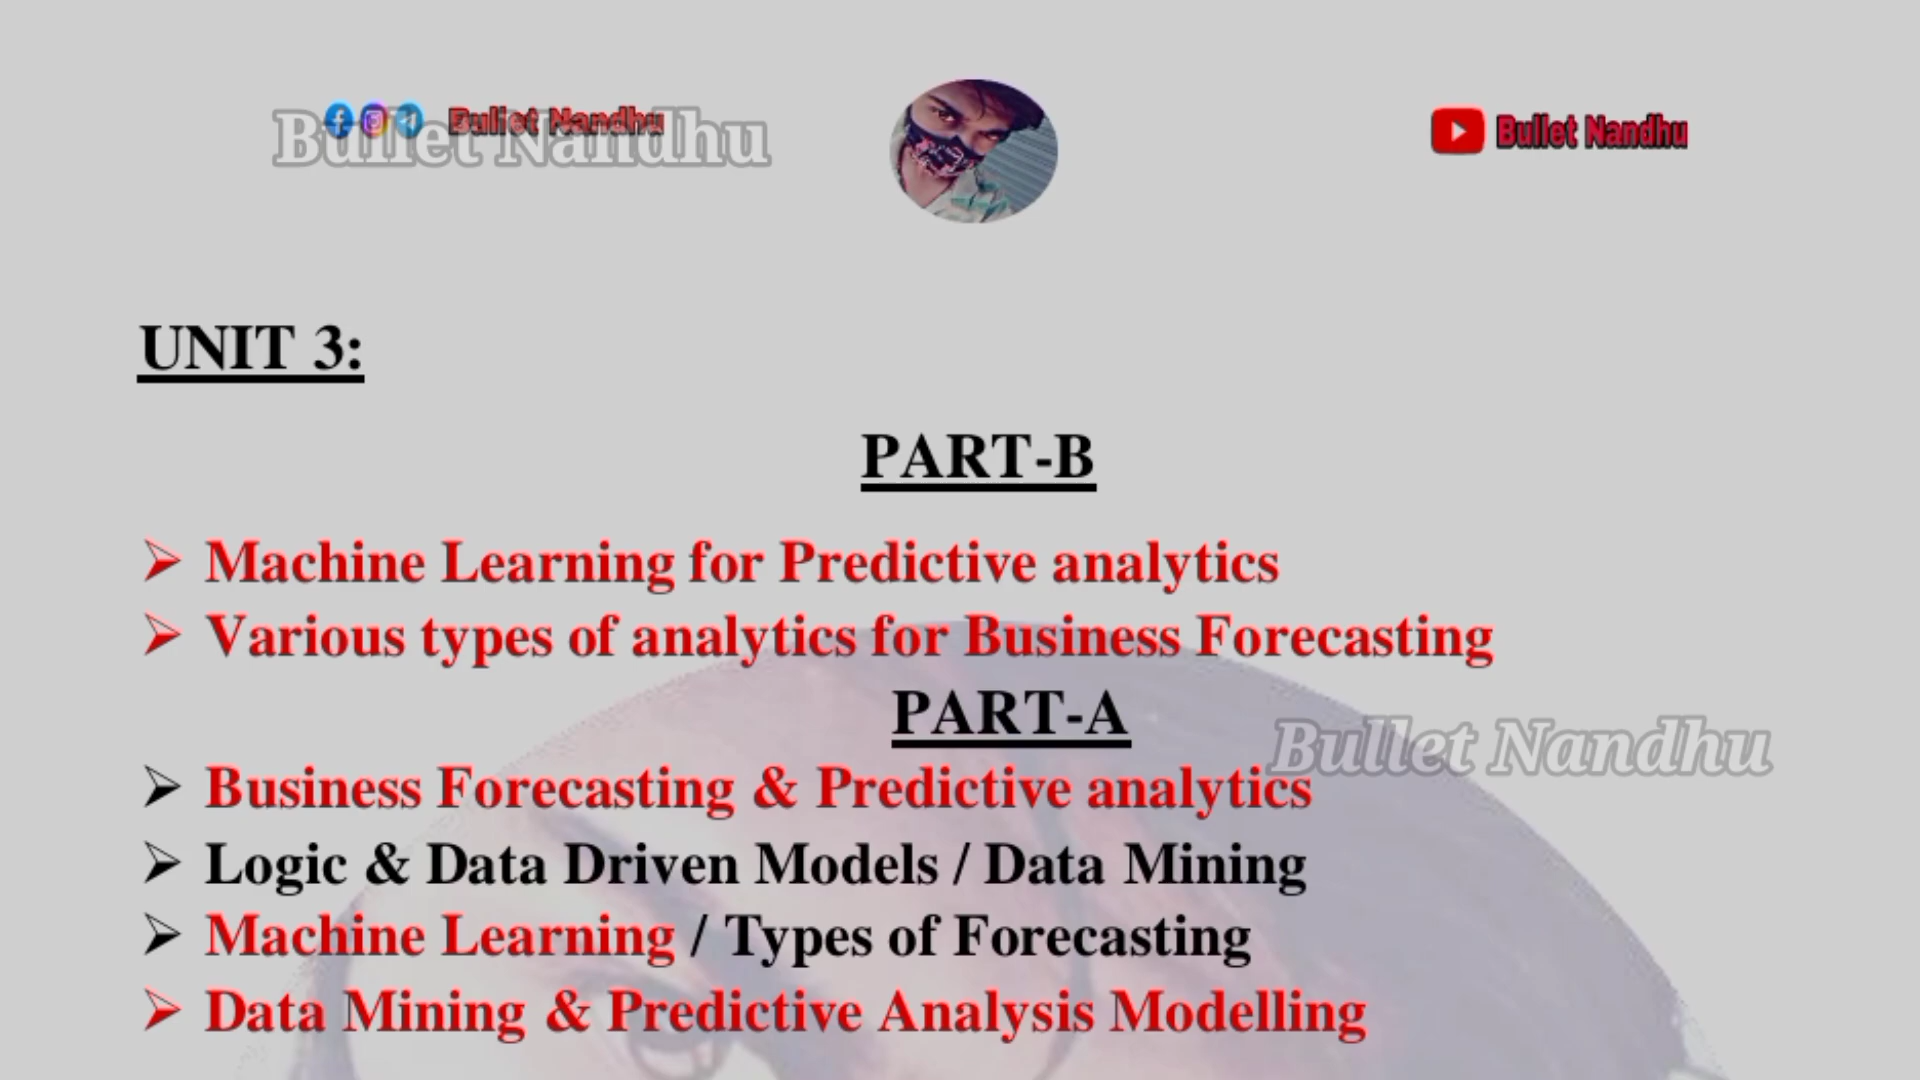 Bullet Nandhu
Bullet Nandhu
Bullet Nandhu
UNIT 3:
PART-B
➢ Machine Learning for Predictive analytics
➢ Various types of analytics for Business Forecasting
PART-A
Bullet Nandhu
➢ Business Forecasting & Predictive analytics
➢ Logic & Data Driven Models / Data Mining
➢ Machine Learning / Types of Forecasting
➢ Data Mining & Predictive Analysis Modelling